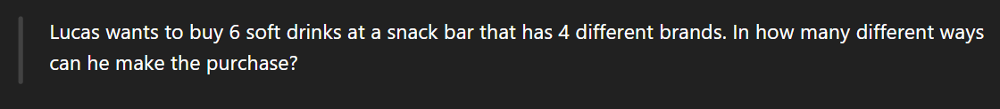 Lucas wants to buy 6 soft drinks at a snack bar that has 4 different brands. In how many different ways
can he make the purchase?